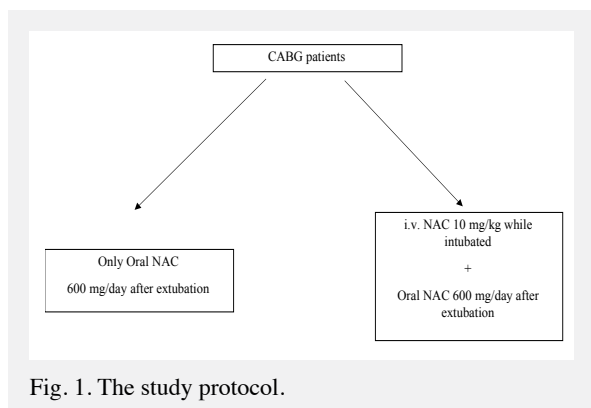 CABG patients
Only Oral NAC
600 mg/day after extubation
i.v. NAC 10 mg/kg while
intubated
+
Oral NAC 600 mg/day after
extubation
Fig. 1. The study protocol.